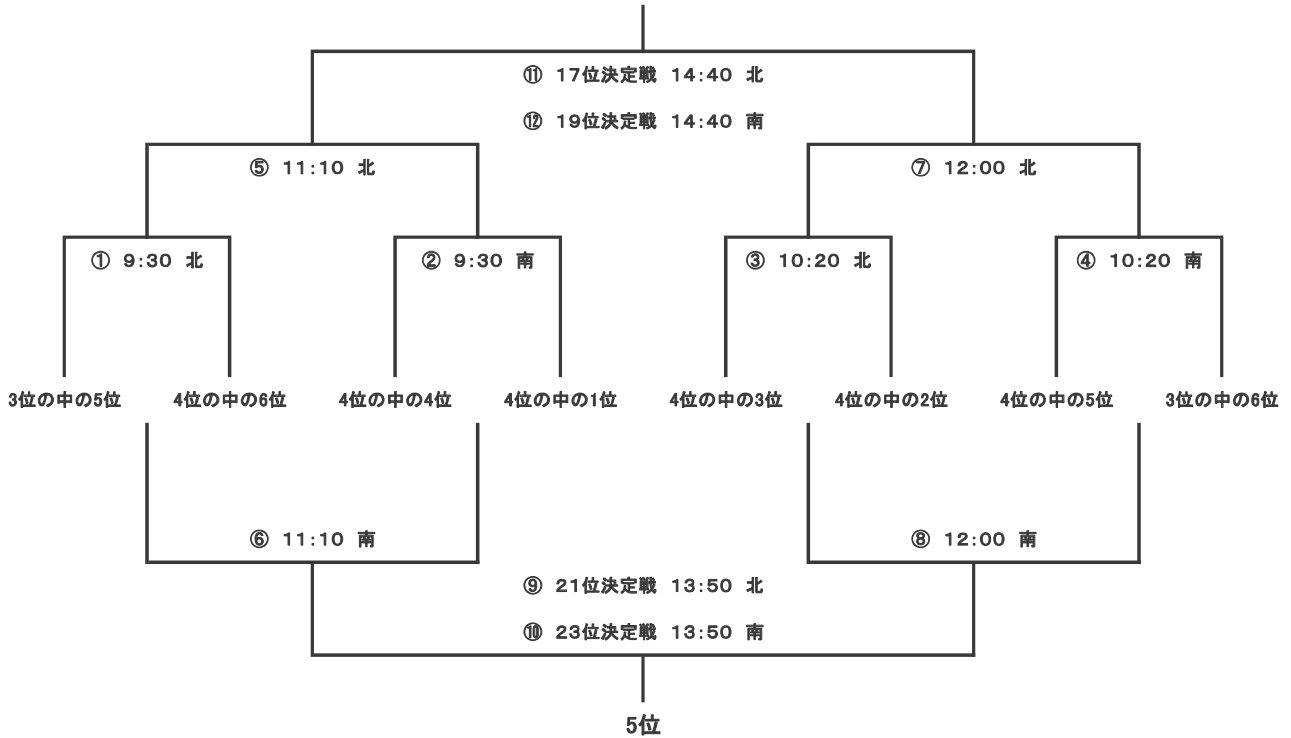 ⑪ 17位決定戦 14:40 北
⑫ 19位決定戦 14:40 南
⑤ 11:10 北
⑦ 12:00 北
① 9:30 北
② 9:30 南
③ 10:20 北
④ 10:20 南
3位の中の5位
4位の中の6位
4位の中の4位
4位の中の1位
4位の中の3位
4位の中の2位
4位の中の5位
3位の中の6位
⑥ 11:10 南
⑧ 12:00 南
⑨ 21位決定戦 13:50 北
⑩ 23位決定戦 13:50 南
5位